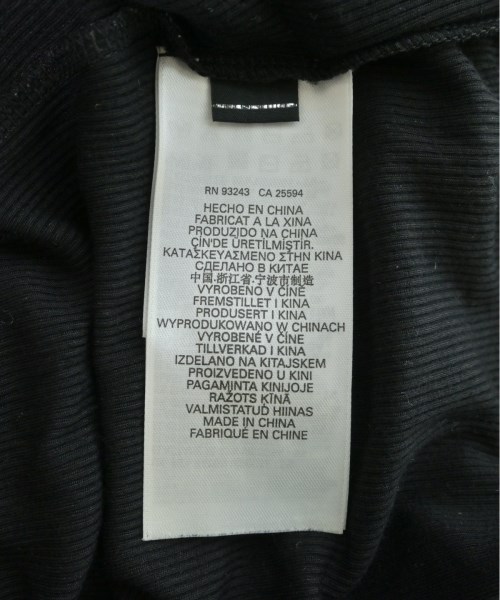 RN 93243 CA 25594
HECHO EN CHINA
FABRICAT A LA XINA
PRODUZIDO NA CHINA
ÇİN'DE ÜRETİLMİŞTİR.
ΚΑΤΑΣΚΕΥΑΣΜΕΝΟ ΣΤΗΝ ΚΙΝΑ
СДЕЛАНО В КИТАЕ
中国.浙江省.宁波市制造
VYROBENO V ČÍNĚ
FREMSTILLET I KINA
PRODUSERT I KINA
WYPRODUKOWANO W CHINACH
VYROBENÉ V ČÍNE
TILLVERKAD I KINA
IZDELANO NA KITAJSKEM
PROIZVEDENO U KINI
PAGAMINTA KINIJOJE
RAŽOTS ĶĪNĀ
VALMISTATUD HIINAS
MADE IN CHINA
FABRIQUÉ EN CHINE